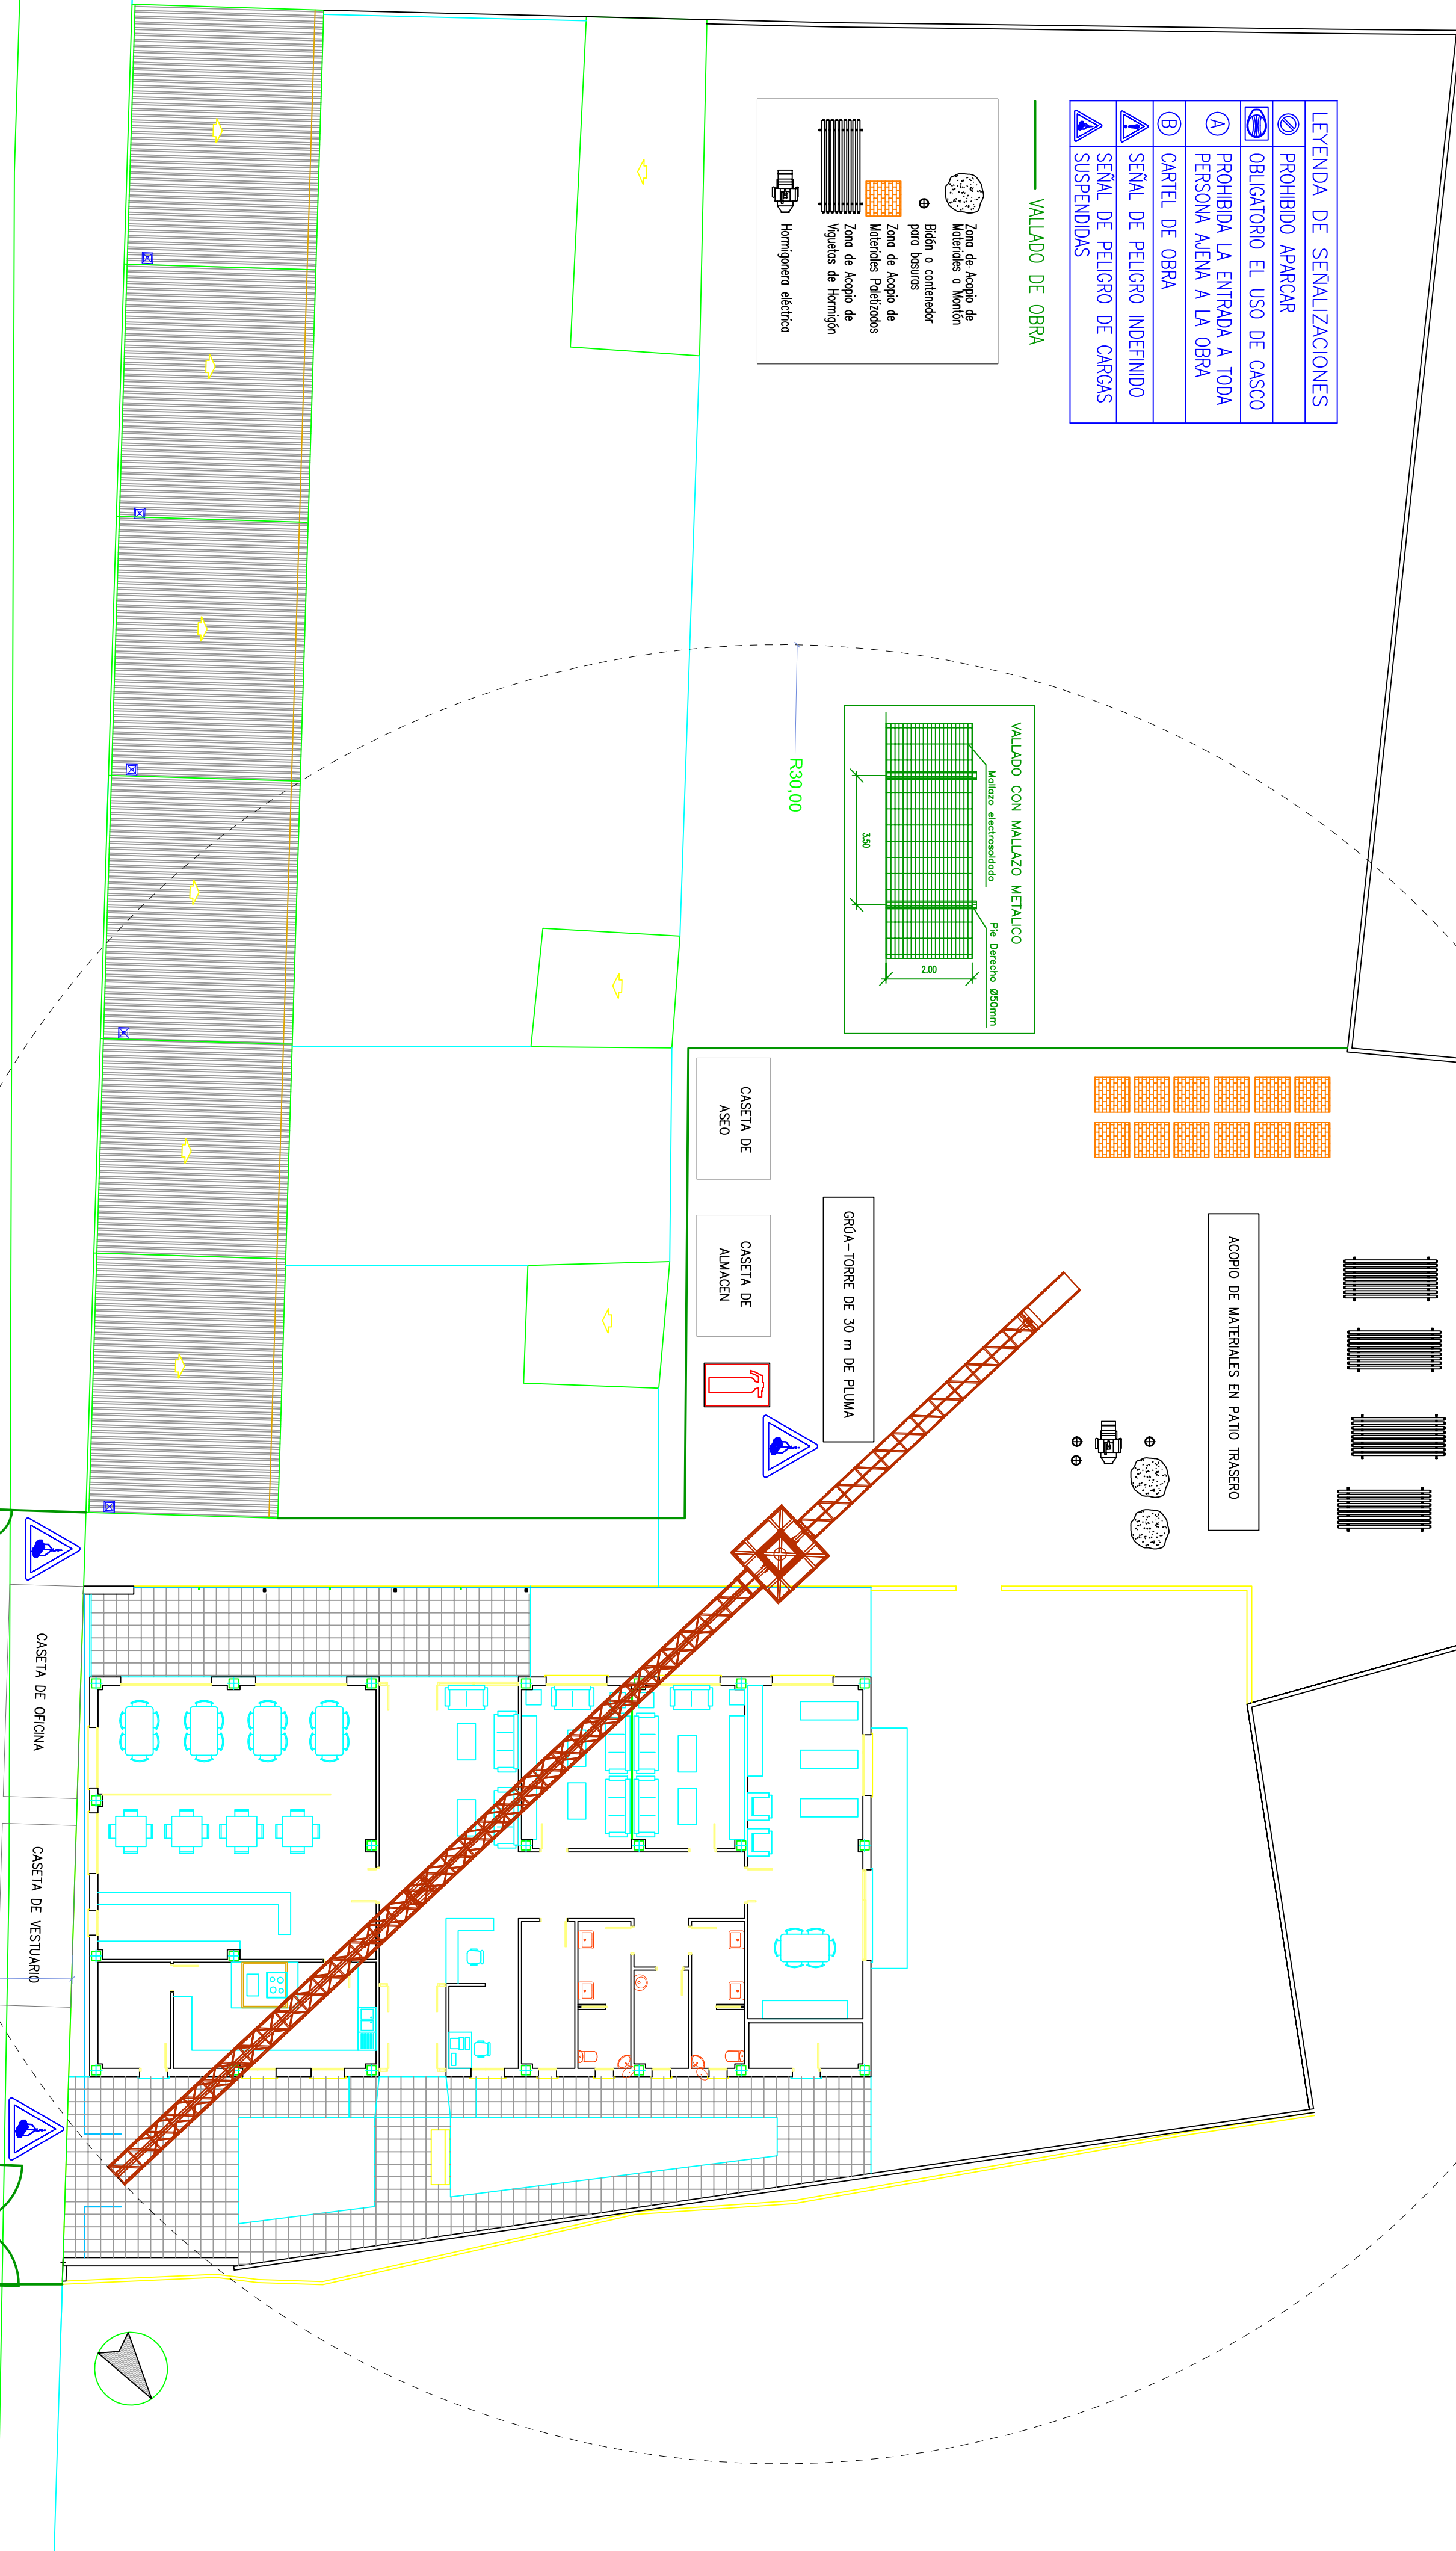 LEYENDA DE SEÑALIZACIONES
PROHIBIDO APARCAR
OBLIGATORIO EL USO DE CASCO
A
PROHIBIDA LA ENTRADA A TODA
PERSONA AJENA A LA OBRA
B
CARTEL DE OBRA
SEÑAL DE PELIGRO INDEFINIDO
SEÑAL DE PELIGRO DE CARGAS
SUSPENDIDAS
VALLADO DE OBRA
Zona de Acopio de
Materiales a Montón
Bidón o contenedor
para basuras
Zona de Acopio de
Materiales Paletizados
Zona de Acopio de
Viguetas de Hormigón
Hormigonera eléctrica
VALLADO CON MALLAZO METALICO
Mallazo electrosoldado
Pie Derecho Ø50mm
3.50
2.00
R30,00
ACOPIO DE MATERIALES EN PATIO TRASERO
GRÚA-TORRE DE 30 m DE PLUMA
CASETA DE
ASEO
CASETA DE
ALMACEN
CASETA DE OFICINA
CASETA DE VESTUARIO